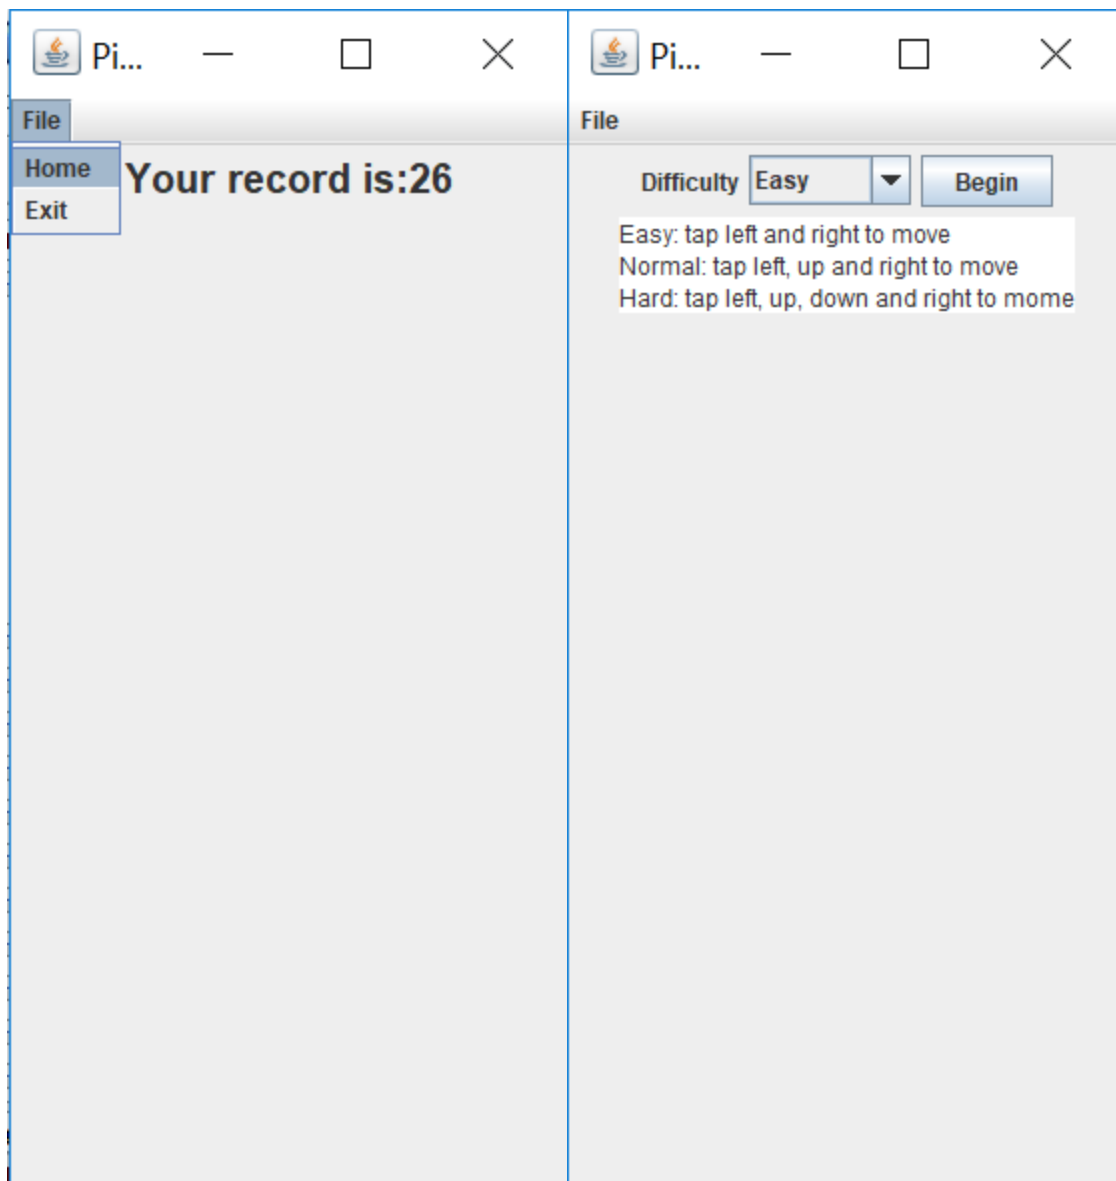 Pi...
File
Home
Exit
Your record is:26
Pi...
File
Difficulty Easy Begin
Easy: tap left and right to move
Normal: tap left, up and right to move
Hard: tap left, up, down and right to mome